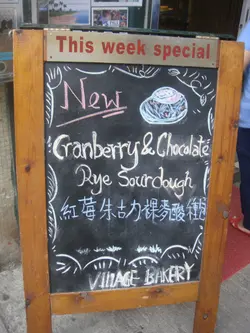 This week special
New
Cranberry & Chocolate
Rye Sourdough
紅莓朱古力裸麥酸種包
VILLAGE BAKERY